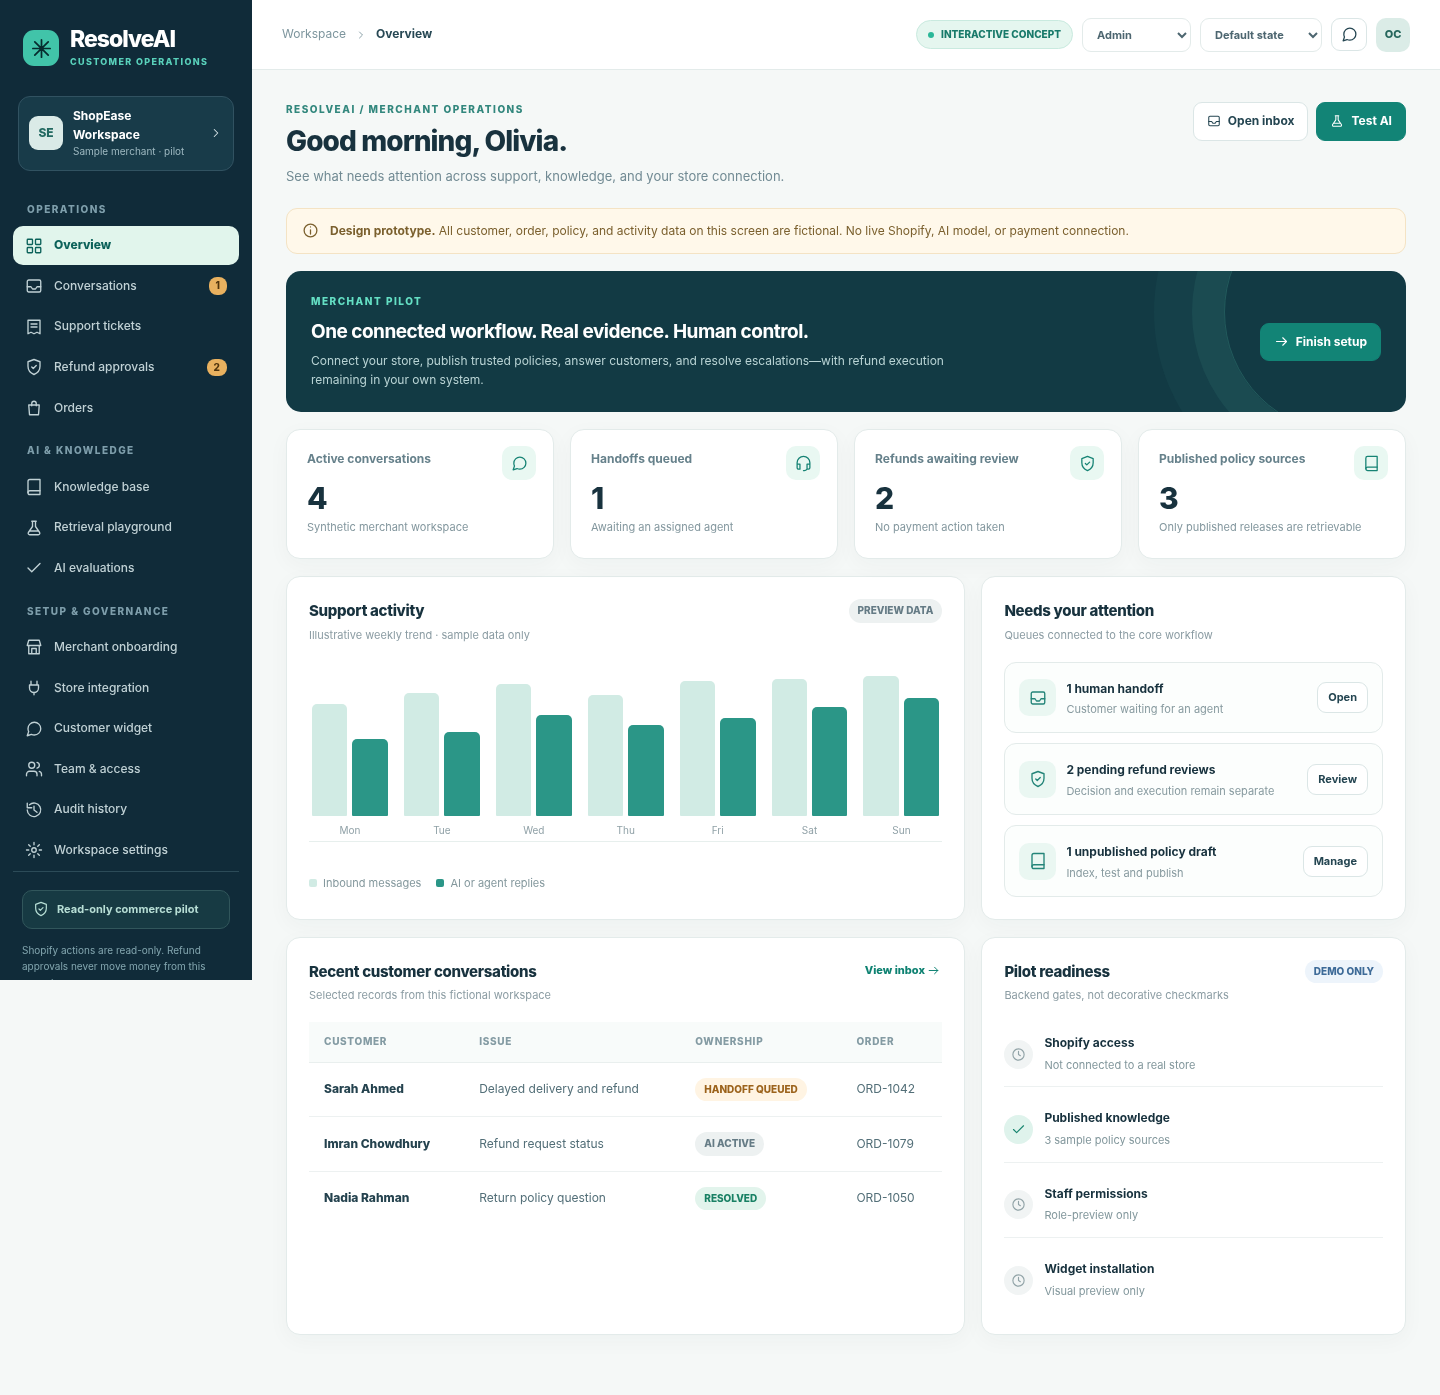 ResolveAI
CUSTOMER OPERATIONS
SE
ShopEase
Workspace
Sample merchant · pilot
OPERATIONS
Overview
Conversations
1
Support tickets
Refund approvals
2
Orders
AI & KNOWLEDGE
Knowledge base
Retrieval playground
AI evaluations
SETUP & GOVERNANCE
Merchant onboarding
Store integration
Customer widget
Team & access
Audit history
Workspace settings
Read-only commerce pilot
Shopify actions are read-only. Refund
approvals never move money from this
Workspace
Overview
INTERACTIVE CONCEPT
Admin
Default state
OC
RESOLVEAI / MERCHANT OPERATIONS
Good morning, Olivia.
See what needs attention across support, knowledge, and your store connection.
Open inbox
Test AI
Design prototype. All customer, order, policy, and activity data on this screen are fictional. No live Shopify, AI model, or payment connection.
MERCHANT PILOT
One connected workflow. Real evidence. Human control.
Connect your store, publish trusted policies, answer customers, and resolve escalations—with refund execution
remaining in your own system.
Finish setup
Active conversations
4
Synthetic merchant workspace
Handoffs queued
1
Awaiting an assigned agent
Refunds awaiting review
2
No payment action taken
Published policy sources
3
Only published releases are retrievable
Support activity
PREVIEW DATA
Illustrative weekly trend · sample data only
Mon
Tue
Wed
Thu
Fri
Sat
Sun
Inbound messages
AI or agent replies
Needs your attention
Queues connected to the core workflow
1 human handoff
Customer waiting for an agent
Open
2 pending refund reviews
Decision and execution remain separate
Review
1 unpublished policy draft
Index, test and publish
Manage
Recent customer conversations
View inbox →
Selected records from this fictional workspace
CUSTOMER
ISSUE
OWNERSHIP
ORDER
Sarah Ahmed
Delayed delivery and refund
HANDOFF QUEUED
ORD-1042
Imran Chowdhury
Refund request status
AI ACTIVE
ORD-1079
Nadia Rahman
Return policy question
RESOLVED
ORD-1050
Pilot readiness
DEMO ONLY
Backend gates, not decorative checkmarks
Shopify access
Not connected to a real store
Published knowledge
3 sample policy sources
Staff permissions
Role-preview only
Widget installation
Visual preview only